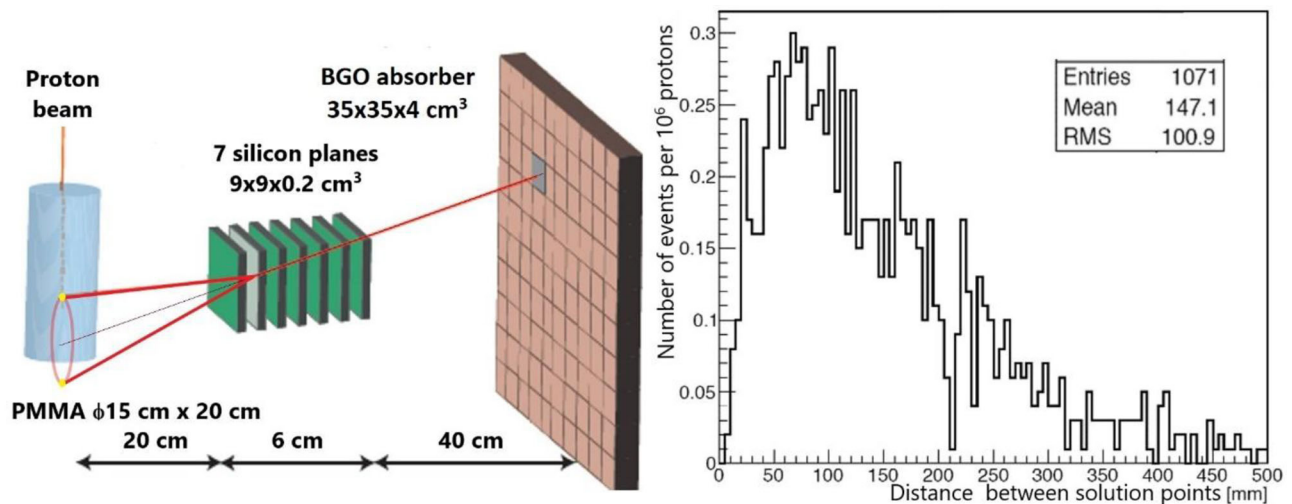 Proton
beam
BGO absorber
35x35x4 cm³
7 silicon planes
9x9x0.2 cm³
PMMA ϕ15 cm x 20 cm
20 cm
6 cm
40 cm
Number of events per 10⁶ protons
0.3
0.25
0.2
0.15
0.1
0.05
0
Entries 1071
Mean 147.1
RMS 100.9
0 50 100 150 200 250 300 350 400 450 500
Distance between solution points [mm]